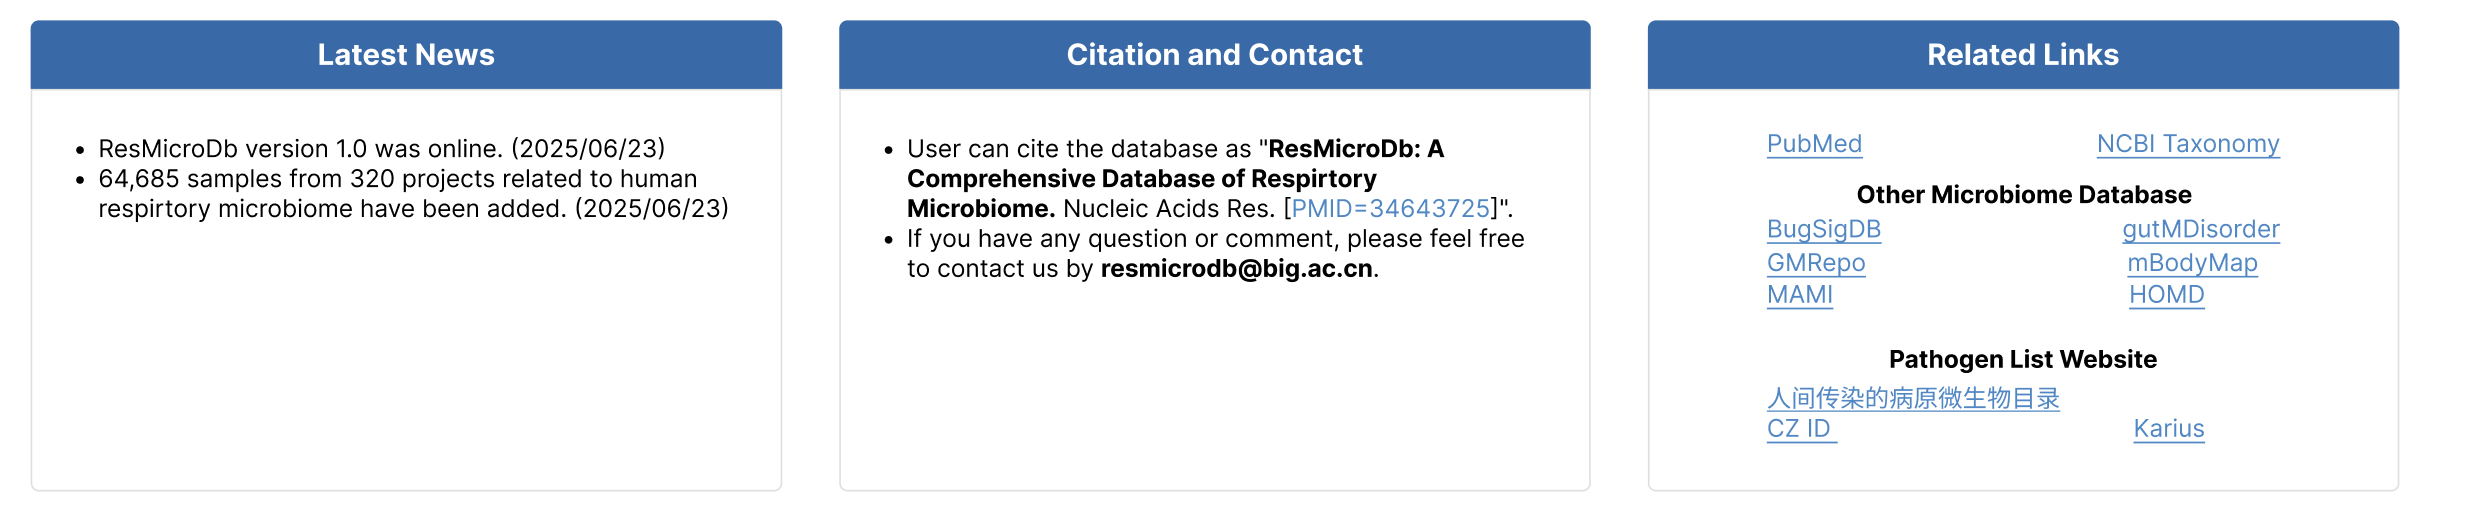 Latest News
• ResMicroDb version 1.0 was online. (2025/06/23)
• 64,685 samples from 320 projects related to human
respirtory microbiome have been added. (2025/06/23)
Citation and Contact
• User can cite the database as "ResMicroDb: A
Comprehensive Database of Respirtory
Microbiome. Nucleic Acids Res. [PMID=34643725]".
• If you have any question or comment, please feel free
to contact us by resmicrodb@big.ac.cn.
Related Links
PubMed NCBI Taxonomy
Other Microbiome Database
BugSigDB gutMDisorder
GMRepo mBodyMap
MAMI HOMD
Pathogen List Website
人间传染的病原微生物目录
CZ ID Karius